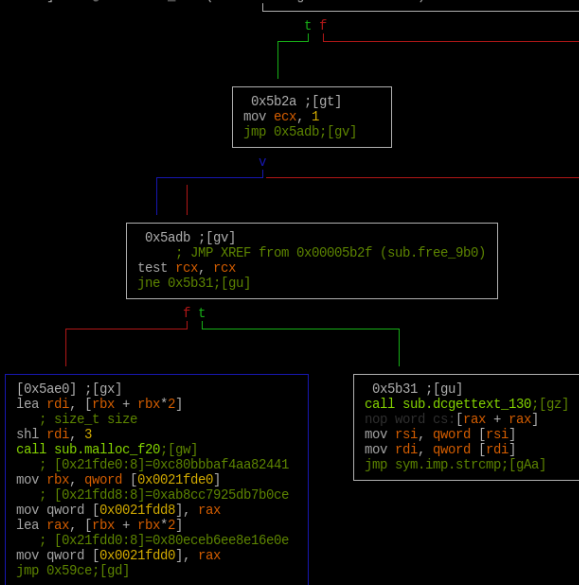 t f
0x5b2a ;[gt]
mov ecx, 1
jmp 0x5adb;[gv]
v
0x5adb ;[gv]
; JMP XREF from 0x00005b2f (sub.free_9b0)
test rcx, rcx
jne 0x5b31;[gu]
f t
[0x5ae0] ;[gx]
lea rdi, [rbx + rbx*2]
; size_t size
shl rdi, 3
call sub.malloc_f20;[gw]
; [0x21fde0:8]=0xc80bbbaf4aa82441
mov rbx, qword [0x0021fde0]
; [0x21fdd8:8]=0xab8cc7925db7b0ce
mov qword [0x0021fdd8], rax
lea rax, [rbx + rbx*2]
; [0x21fdd0:8]=0x80eceb6ee8e16e0e
mov qword [0x0021fdd0], rax
jmp 0x59ce;[gd]
0x5b31 ;[gu]
call sub.dcgettext_130;[gz]
nop word cs:[rax + rax]
mov rsi, qword [rsi]
mov rdi, qword [rdi]
jmp sym.imp.strcmp;[gAa]